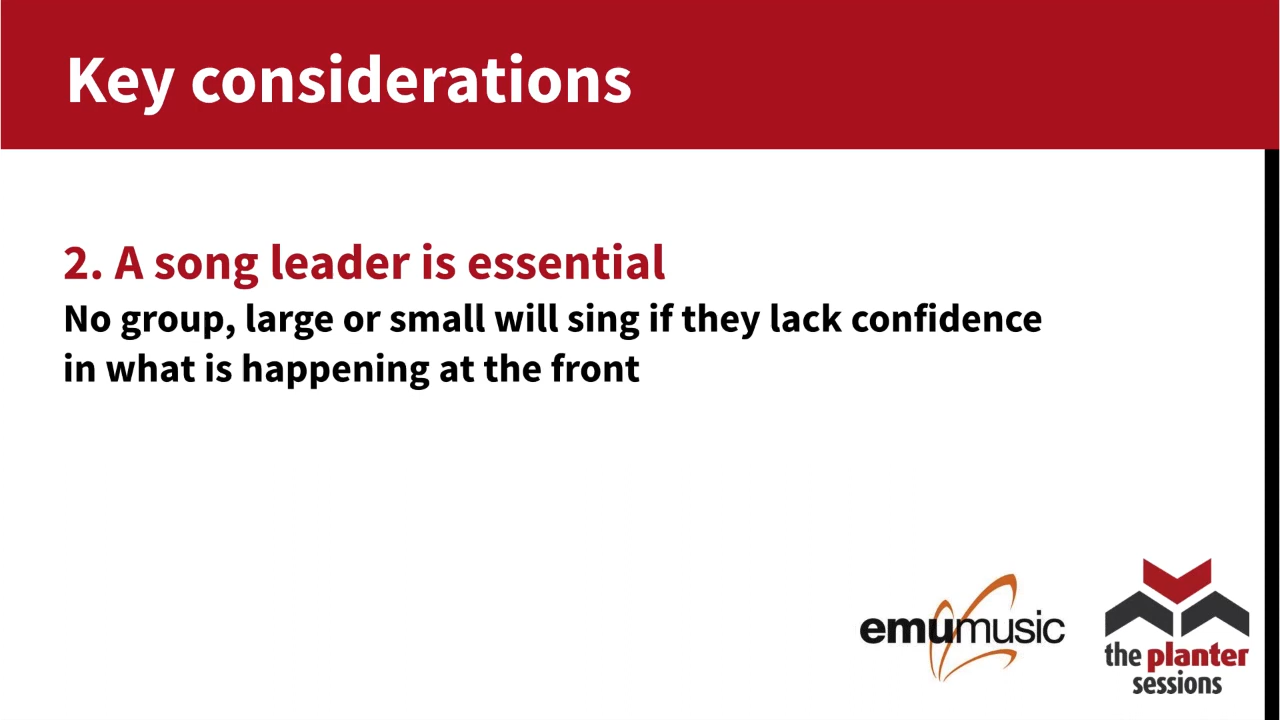 Key considerations
2. A song leader is essential
No group, large or small will sing if they lack confidence
in what is happening at the front
emumusic
the planter
sessions